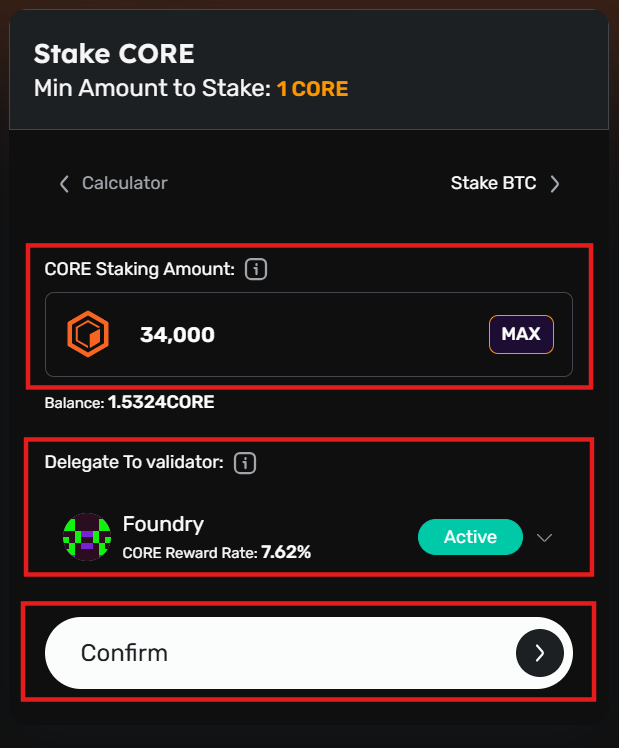 Stake CORE
Min Amount to Stake: 1 CORE
Calculator
Stake BTC
CORE Staking Amount:
34,000
MAX
Balance: 1.5324CORE
Delegate To validator:
Foundry
CORE Reward Rate: 7.62%
Active
Confirm